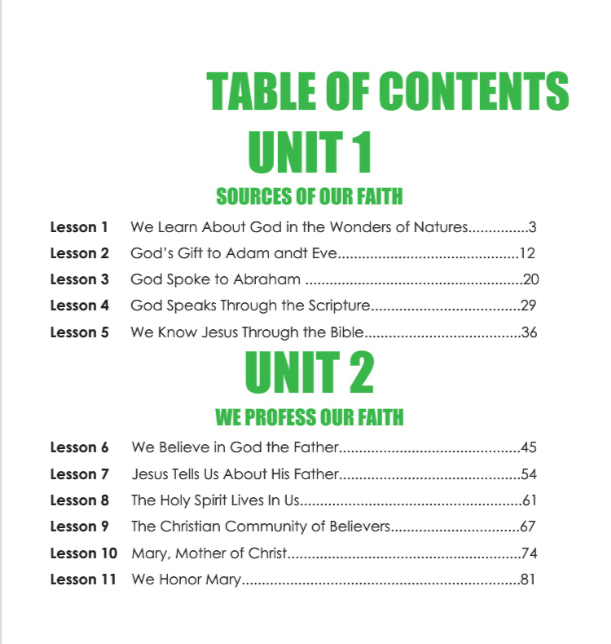 TABLE OF CONTENTS
UNIT 1
SOURCES OF OUR FAITH
Lesson 1 We Learn About God in the Wonders of Natures...............3
Lesson 2 God's Gift to Adam andt Eve.............................................12
Lesson 3 God Spoke to Abraham ......................................................20
Lesson 4 God Speaks Through the Scripture.....................................29
Lesson 5 We Know Jesus Through the Bible.......................................36
UNIT 2
WE PROFESS OUR FAITH
Lesson 6 We Believe in God the Father.............................................45
Lesson 7 Jesus Tells Us About His Father.............................................54
Lesson 8 The Holy Spirit Lives In Us.......................................................61
Lesson 9 The Christian Community of Believers................................67
Lesson 10 Mary, Mother of Christ..........................................................74
Lesson 11 We Honor Mary.....................................................................81